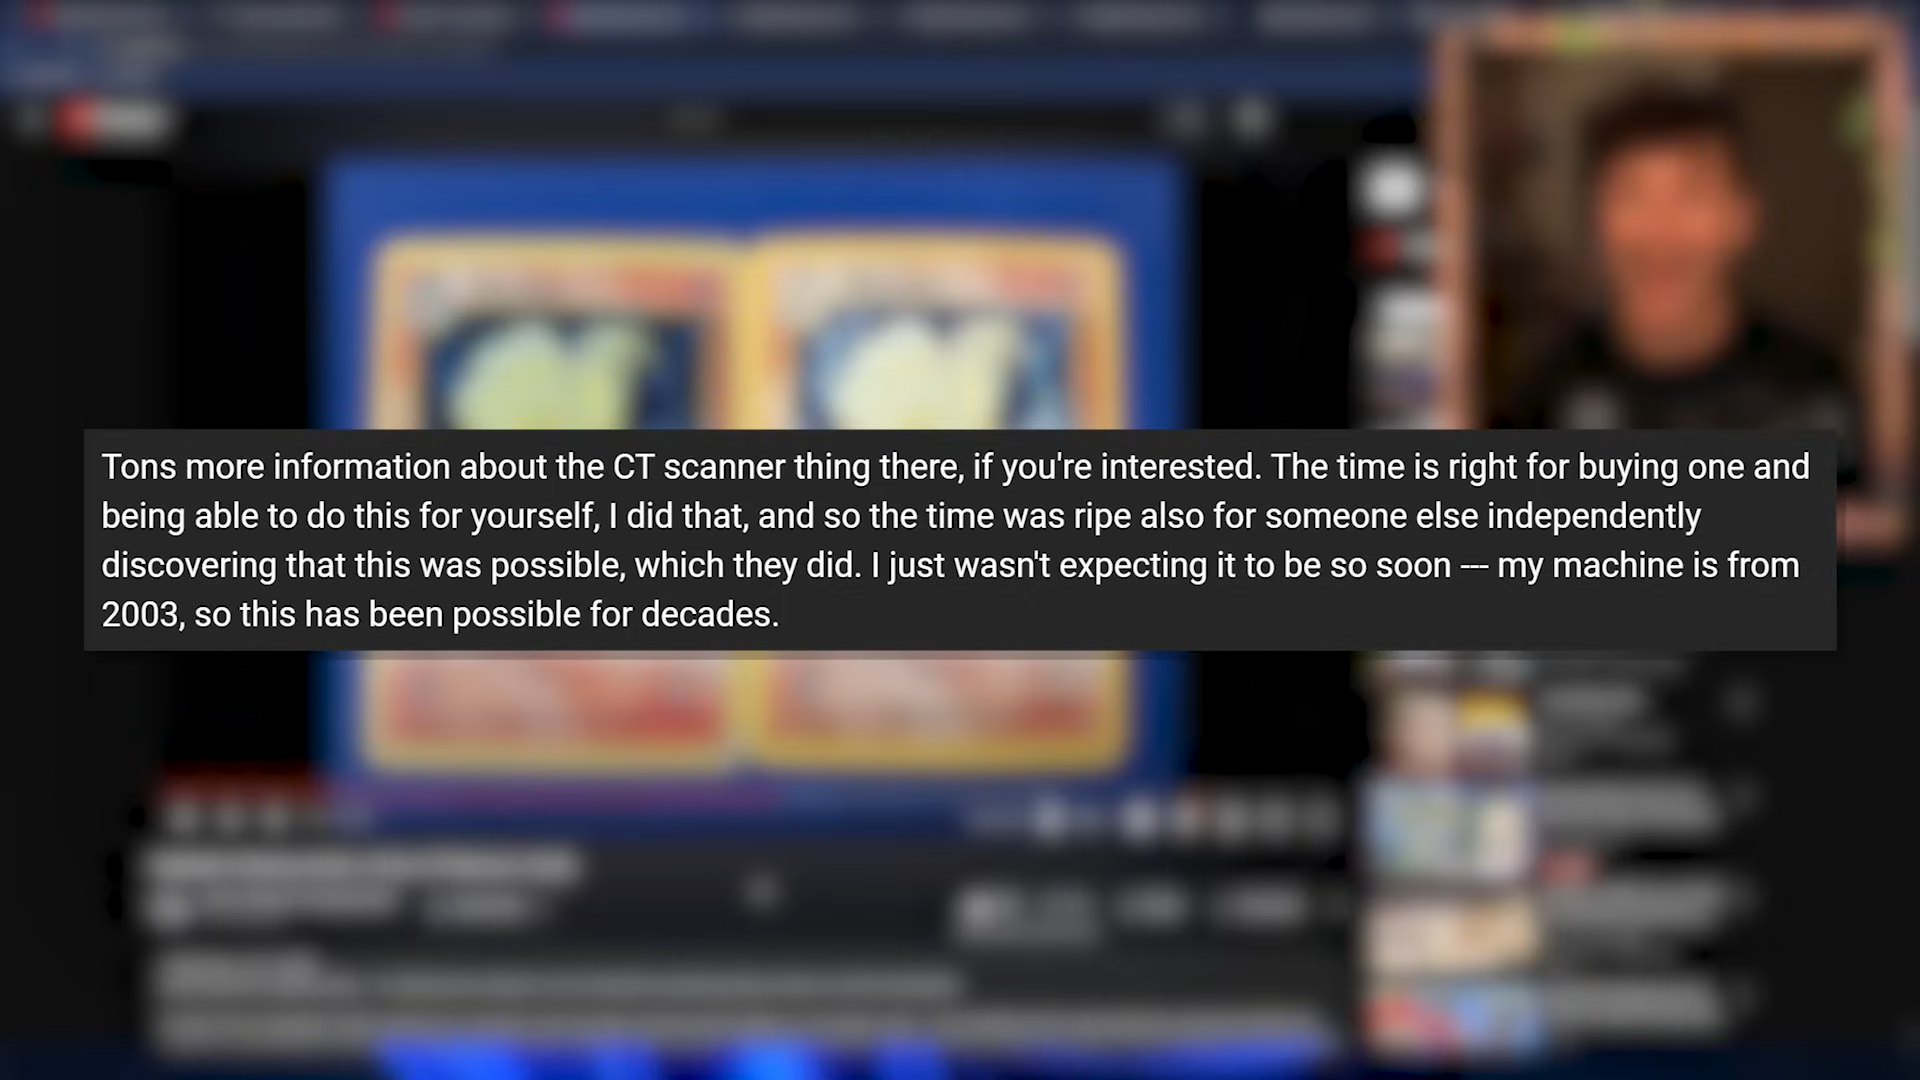 Tons more information about the CT scanner thing there, if you're interested. The time is right for buying one and
being able to do this for yourself, I did that, and so the time was ripe also for someone else independently
discovering that this was possible, which they did. I just wasn't expecting it to be so soon --- my machine is from
2003, so this has been possible for decades.